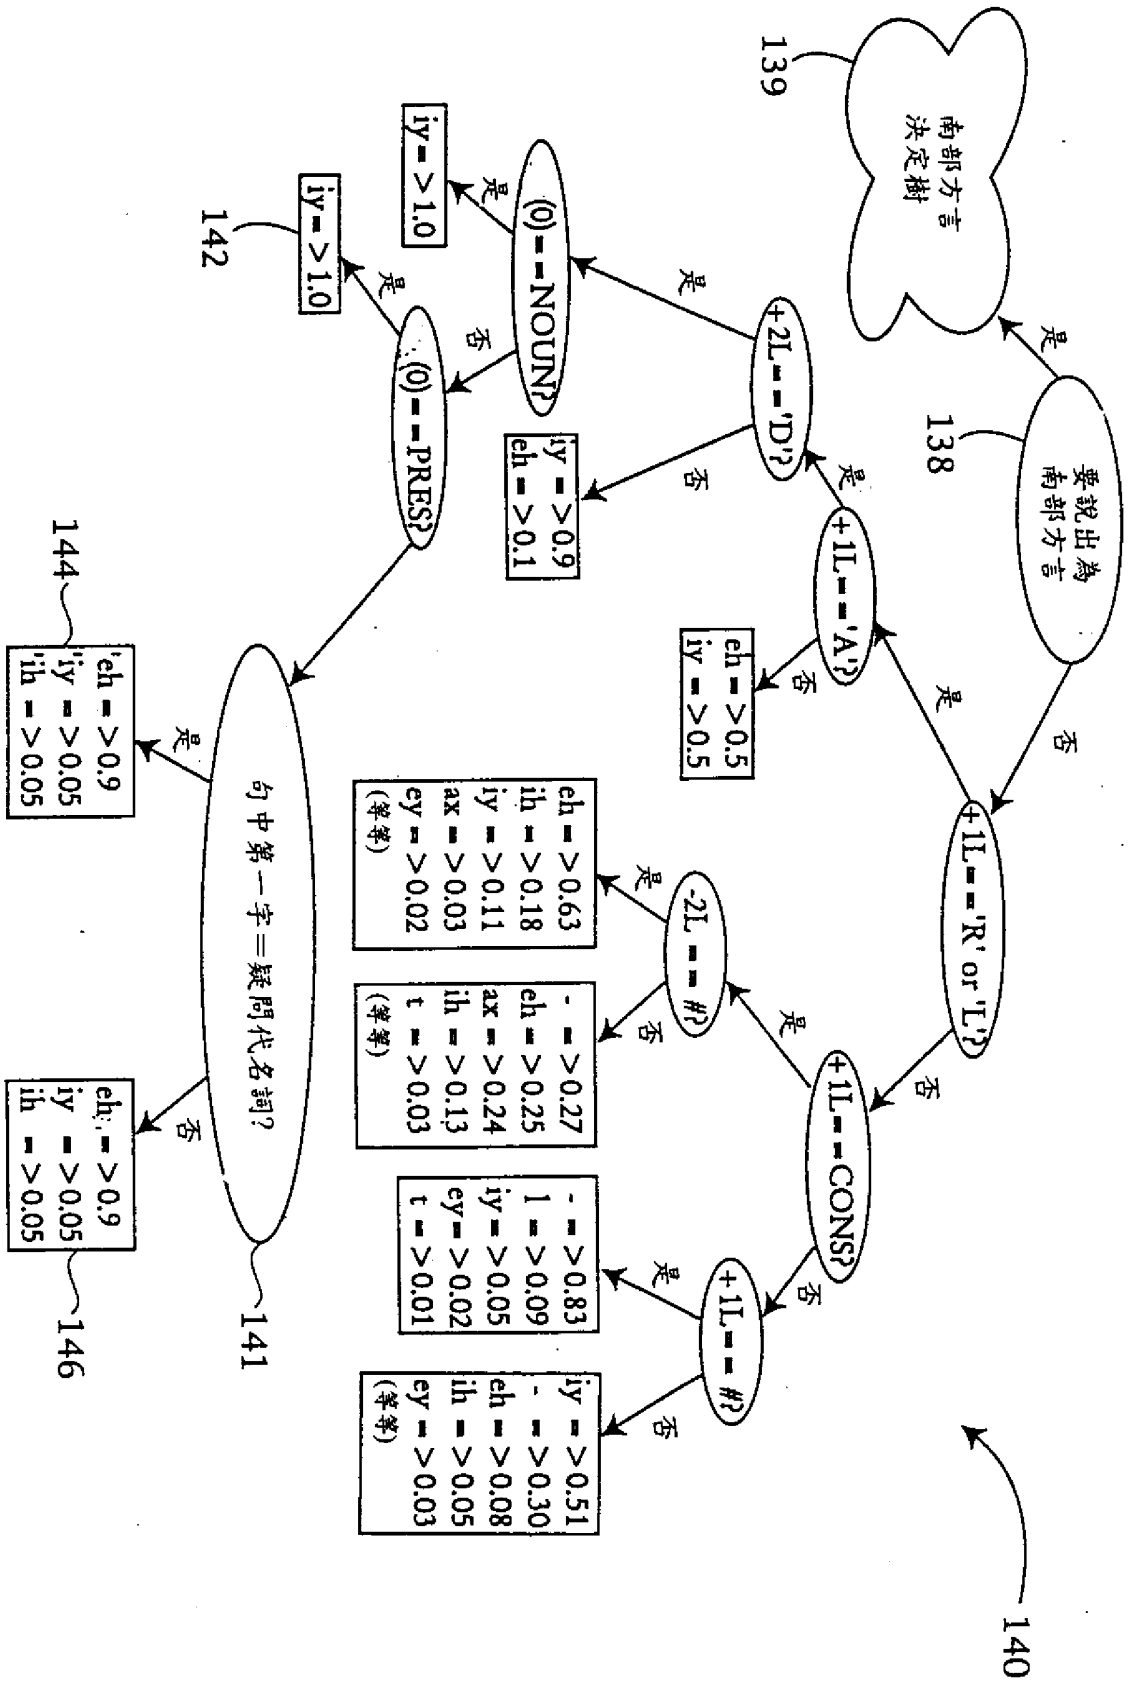 139
南部方言
決定樹
是
138
要說出為
南部方言
否
+1L=='R' or 'L'?
是
否
+1L=='A'?
是
否
eh=>0.5
iy=>0.5
+2L=='D'?
是
否
iy=>0.9
eh=>0.1
(0)==NOUN?
是
否
iy=>1.0
(0)==PRES?
是
iy=>1.0
142
+1L==CONS?
是
否
-2L==#?
是
否
eh=>0.63
ih=>0.18
iy=>0.11
ax=>0.03
ey=>0.02
(等等)
-=>0.27
eh=>0.25
ax=>0.24
ih=>0.13
t=>0.03
(等等)
+1L==#?
是
否
-=>0.83
1=>0.09
iy=>0.05
ey=>0.02
t=>0.01
iy=>0.51
-=>0.30
eh=>0.08
ih=>0.05
ey=>0.03
(等等)
句中第一字=疑問代名詞?
141
是
否
144
'eh=>0.9
'iy=>0.05
'ih=>0.05
eh=>0.9
iy=>0.05
ih=>0.05
146
140